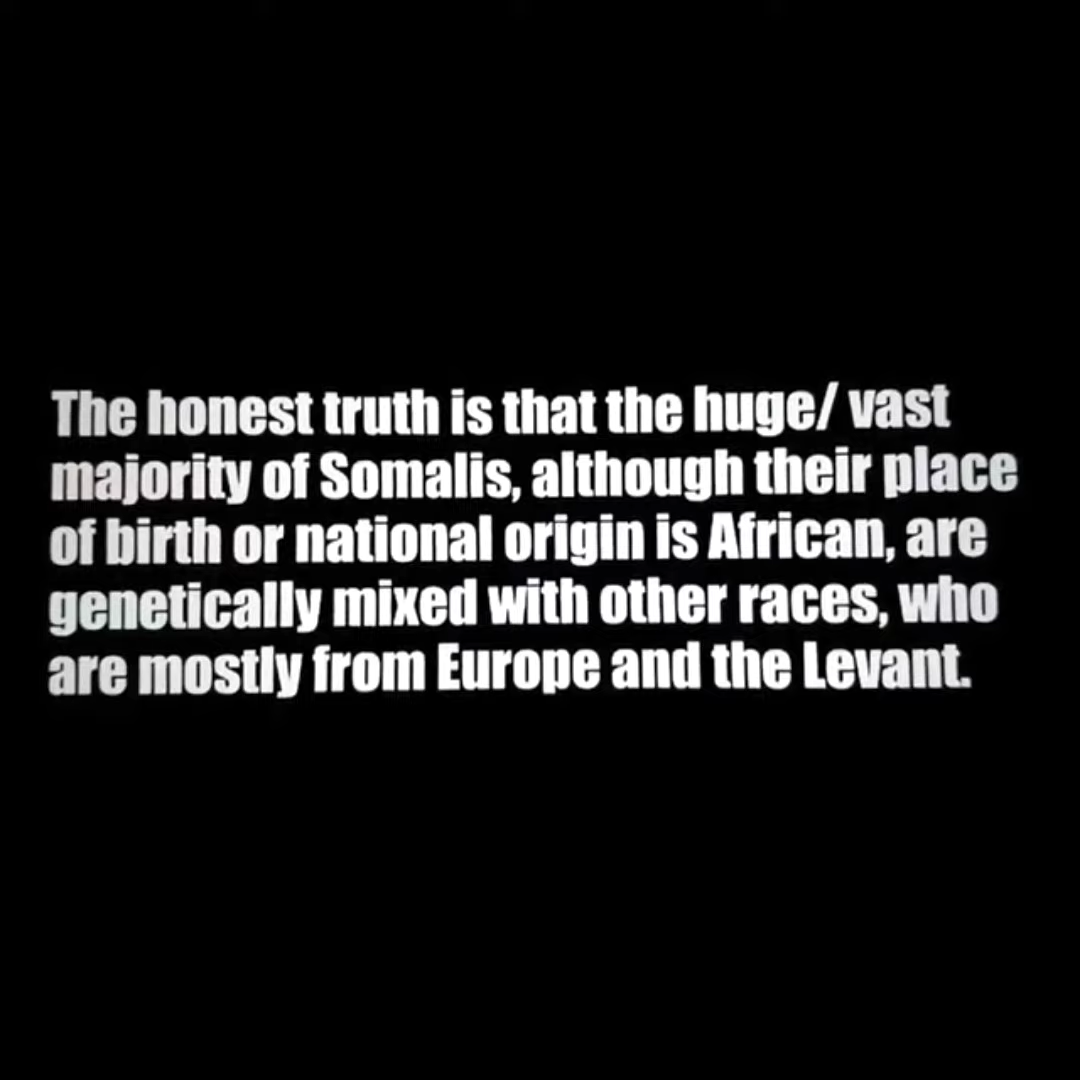 The honest truth is that the huge/ vast
majority of Somalis, although their place
of birth or national origin is African, are
genetically mixed with other races, who
are mostly from Europe and the Levant.